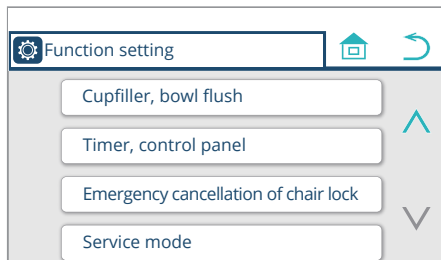 Function setting
Cupfiller, bowl flush
Timer, control panel
Emergency cancellation of chair lock
Service mode